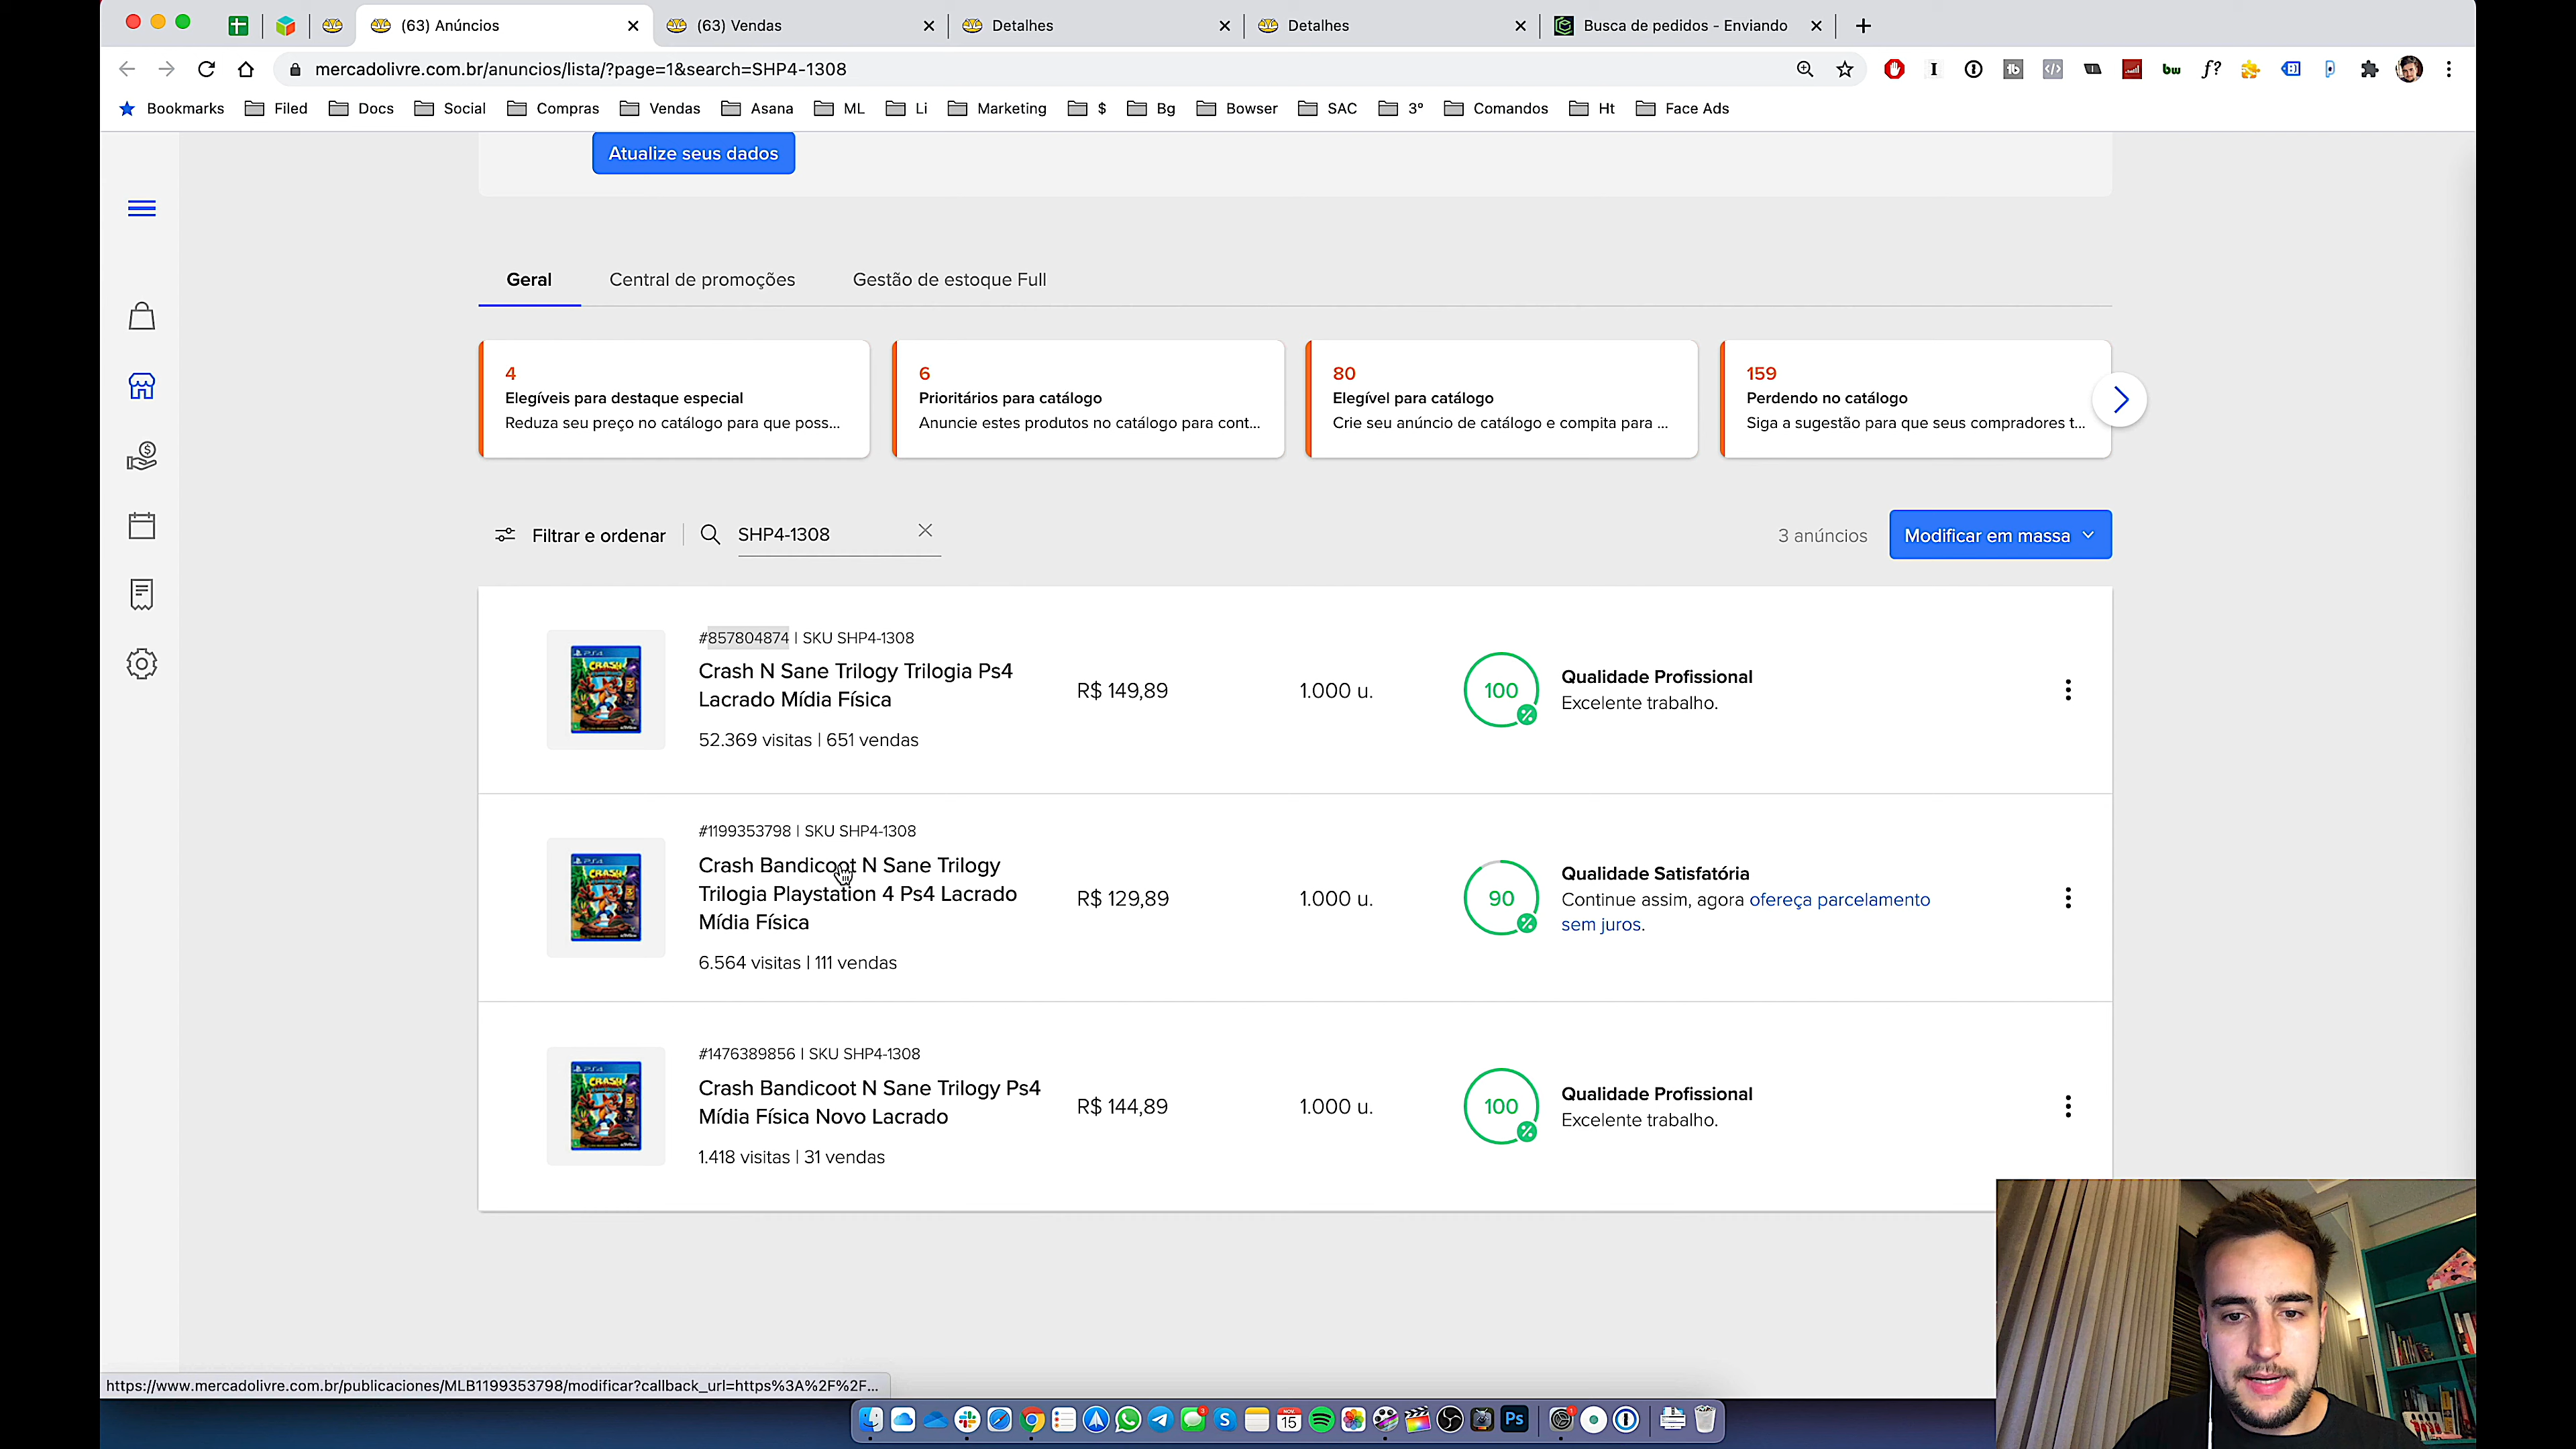 (63) Anúncios
(63) Vendas
Detalhes
Detalhes
Busca de pedidos - Enviando
mercadolivre.com.br/anuncios/lista/?page=1&search=SHP4-1308
Bookmarks
Filed
Docs
Social
Compras
Vendas
Asana
ML
Li
Marketing
$
Bg
Bowser
SAC
3º
Comandos
Ht
Face Ads
Atualize seus dados
Geral
Central de promoções
Gestão de estoque Full
4
Elegíveis para destaque especial
Reduza seu preço no catálogo para que poss...
6
Prioritários para catálogo
Anuncie estes produtos no catálogo para cont...
80
Elegível para catálogo
Crie seu anúncio de catálogo e compita para ...
159
Perdendo no catálogo
Siga a sugestão para que seus compradores t...
Filtrar e ordenar
SHP4-1308
3 anúncios
Modificar em massa
#857804874 | SKU SHP4-1308
Crash N Sane Trilogy Trilogia Ps4
Lacrado Mídia Física
52.369 visitas | 651 vendas
R$ 149,89
1.000 u.
100
Qualidade Profissional
Excelente trabalho.
#1199353798 | SKU SHP4-1308
Crash Bandicoot N Sane Trilogy
Trilogia Playstation 4 Ps4 Lacrado
Mídia Física
6.564 visitas | 111 vendas
R$ 129,89
1.000 u.
90
Qualidade Satisfatória
Continue assim, agora ofereça parcelamento
sem juros.
#1476389856 | SKU SHP4-1308
Crash Bandicoot N Sane Trilogy Ps4
Mídia Física Novo Lacrado
1.418 visitas | 31 vendas
R$ 144,89
1.000 u.
100
Qualidade Profissional
Excelente trabalho.
https://www.mercadolivre.com.br/publicaciones/MLB1199353798/modificar?callback_url=https%3A%2F%2F...